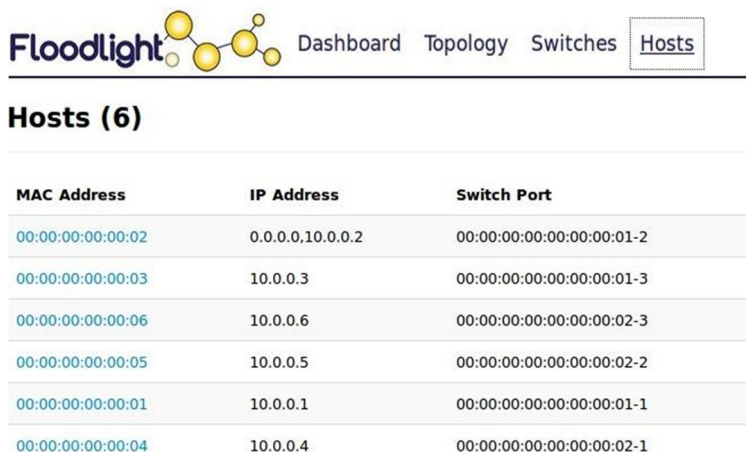 Floodlight Dashboard Topology Switches Hosts
Hosts (6)
MAC Address IP Address Switch Port
00:00:00:00:00:02 0.0.0.0,10.0.0.2 00:00:00:00:00:00:00:01-2
00:00:00:00:00:03 10.0.0.3 00:00:00:00:00:00:00:01-3
00:00:00:00:00:06 10.0.0.6 00:00:00:00:00:00:00:02-3
00:00:00:00:00:05 10.0.0.5 00:00:00:00:00:00:00:02-2
00:00:00:00:00:01 10.0.0.1 00:00:00:00:00:00:00:01-1
00:00:00:00:00:04 10.0.0.4 00:00:00:00:00:00:00:02-1